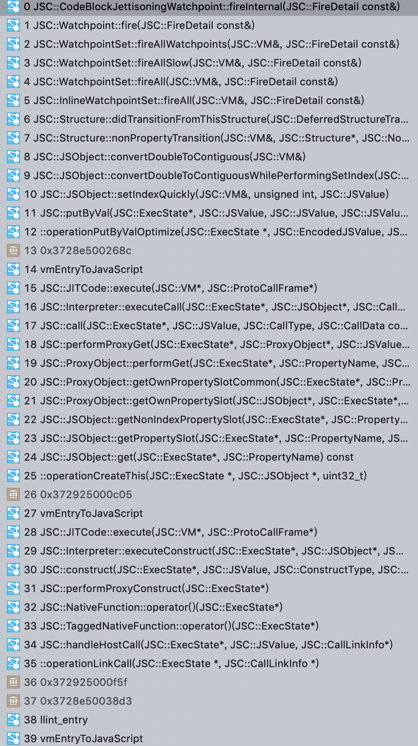 0 JSC::CodeBlockJettisoningWatchpoint::fireInternal(JSC::FireDetail const&)
1 JSC::Watchpoint::fire(JSC::FireDetail const&)
2 JSC::WatchpointSet::fireAllWatchpoints(JSC::VM&, JSC::FireDetail const&)
3 JSC::WatchpointSet::fireAllSlow(JSC::VM&, JSC::FireDetail const&)
4 JSC::WatchpointSet::fireAll(JSC::VM&, JSC::FireDetail const&)
5 JSC::InlineWatchpointSet::fireAll(JSC::VM&, JSC::FireDetail const&)
6 JSC::Structure::didTransitionFromThisStructure(JSC::DeferredStructureTra...
7 JSC::Structure::nonPropertyTransition(JSC::VM&, JSC::Structure*, JSC::No...
8 JSC::JSObject::convertDoubleToContiguous(JSC::VM&)
9 JSC::JSObject::convertDoubleToContiguousWhilePerformingSetIndex(JSC:...
10 JSC::JSObject::setIndexQuickly(JSC::VM&, unsigned int, JSC::JSValue)
11 JSC::putByVal(JSC::ExecState*, JSC::JSValue, JSC::JSValue, JSC::JSValu...
12 ::operationPutByValOptimize(JSC::ExecState *, JSC::EncodedJSValue, JS...
13 0x3728e500268c
14 vmEntryToJavaScript
15 JSC::JITCode::execute(JSC::VM*, JSC::ProtoCallFrame*)
16 JSC::Interpreter::executeCall(JSC::ExecState*, JSC::JSObject*, JSC::Call...
17 JSC::call(JSC::ExecState*, JSC::JSValue, JSC::CallType, JSC::CallData co...
18 JSC::performProxyGet(JSC::ExecState*, JSC::ProxyObject*, JSC::JSValue...
19 JSC::ProxyObject::performGet(JSC::ExecState*, JSC::PropertyName, JSC...
20 JSC::ProxyObject::getOwnPropertySlotCommon(JSC::ExecState*, JSC::Pr...
21 JSC::ProxyObject::getOwnPropertySlot(JSC::JSObject*, JSC::ExecState*,...
22 JSC::JSObject::getNonIndexPropertySlot(JSC::ExecState*, JSC::Property...
23 JSC::JSObject::getPropertySlot(JSC::ExecState*, JSC::PropertyName, JS...
24 JSC::JSObject::get(JSC::ExecState*, JSC::PropertyName) const
25 ::operationCreateThis(JSC::ExecState *, JSC::JSObject *, uint32_t)
26 0x372925000c05
27 vmEntryToJavaScript
28 JSC::JITCode::execute(JSC::VM*, JSC::ProtoCallFrame*)
29 JSC::Interpreter::executeConstruct(JSC::ExecState*, JSC::JSObject*, JS...
30 JSC::construct(JSC::ExecState*, JSC::JSValue, JSC::ConstructType, JSC:...
31 JSC::performProxyConstruct(JSC::ExecState*)
32 JSC::NativeFunction::operator()(JSC::ExecState*)
33 JSC::TaggedNativeFunction::operator()(JSC::ExecState*)
34 JSC::handleHostCall(JSC::ExecState*, JSC::JSValue, JSC::CallLinkInfo*)
35 ::operationLinkCall(JSC::ExecState *, JSC::CallLinkInfo *)
36 0x372925000f5f
37 0x3728e50038d3
38 llint_entry
39 vmEntryToJavaScript